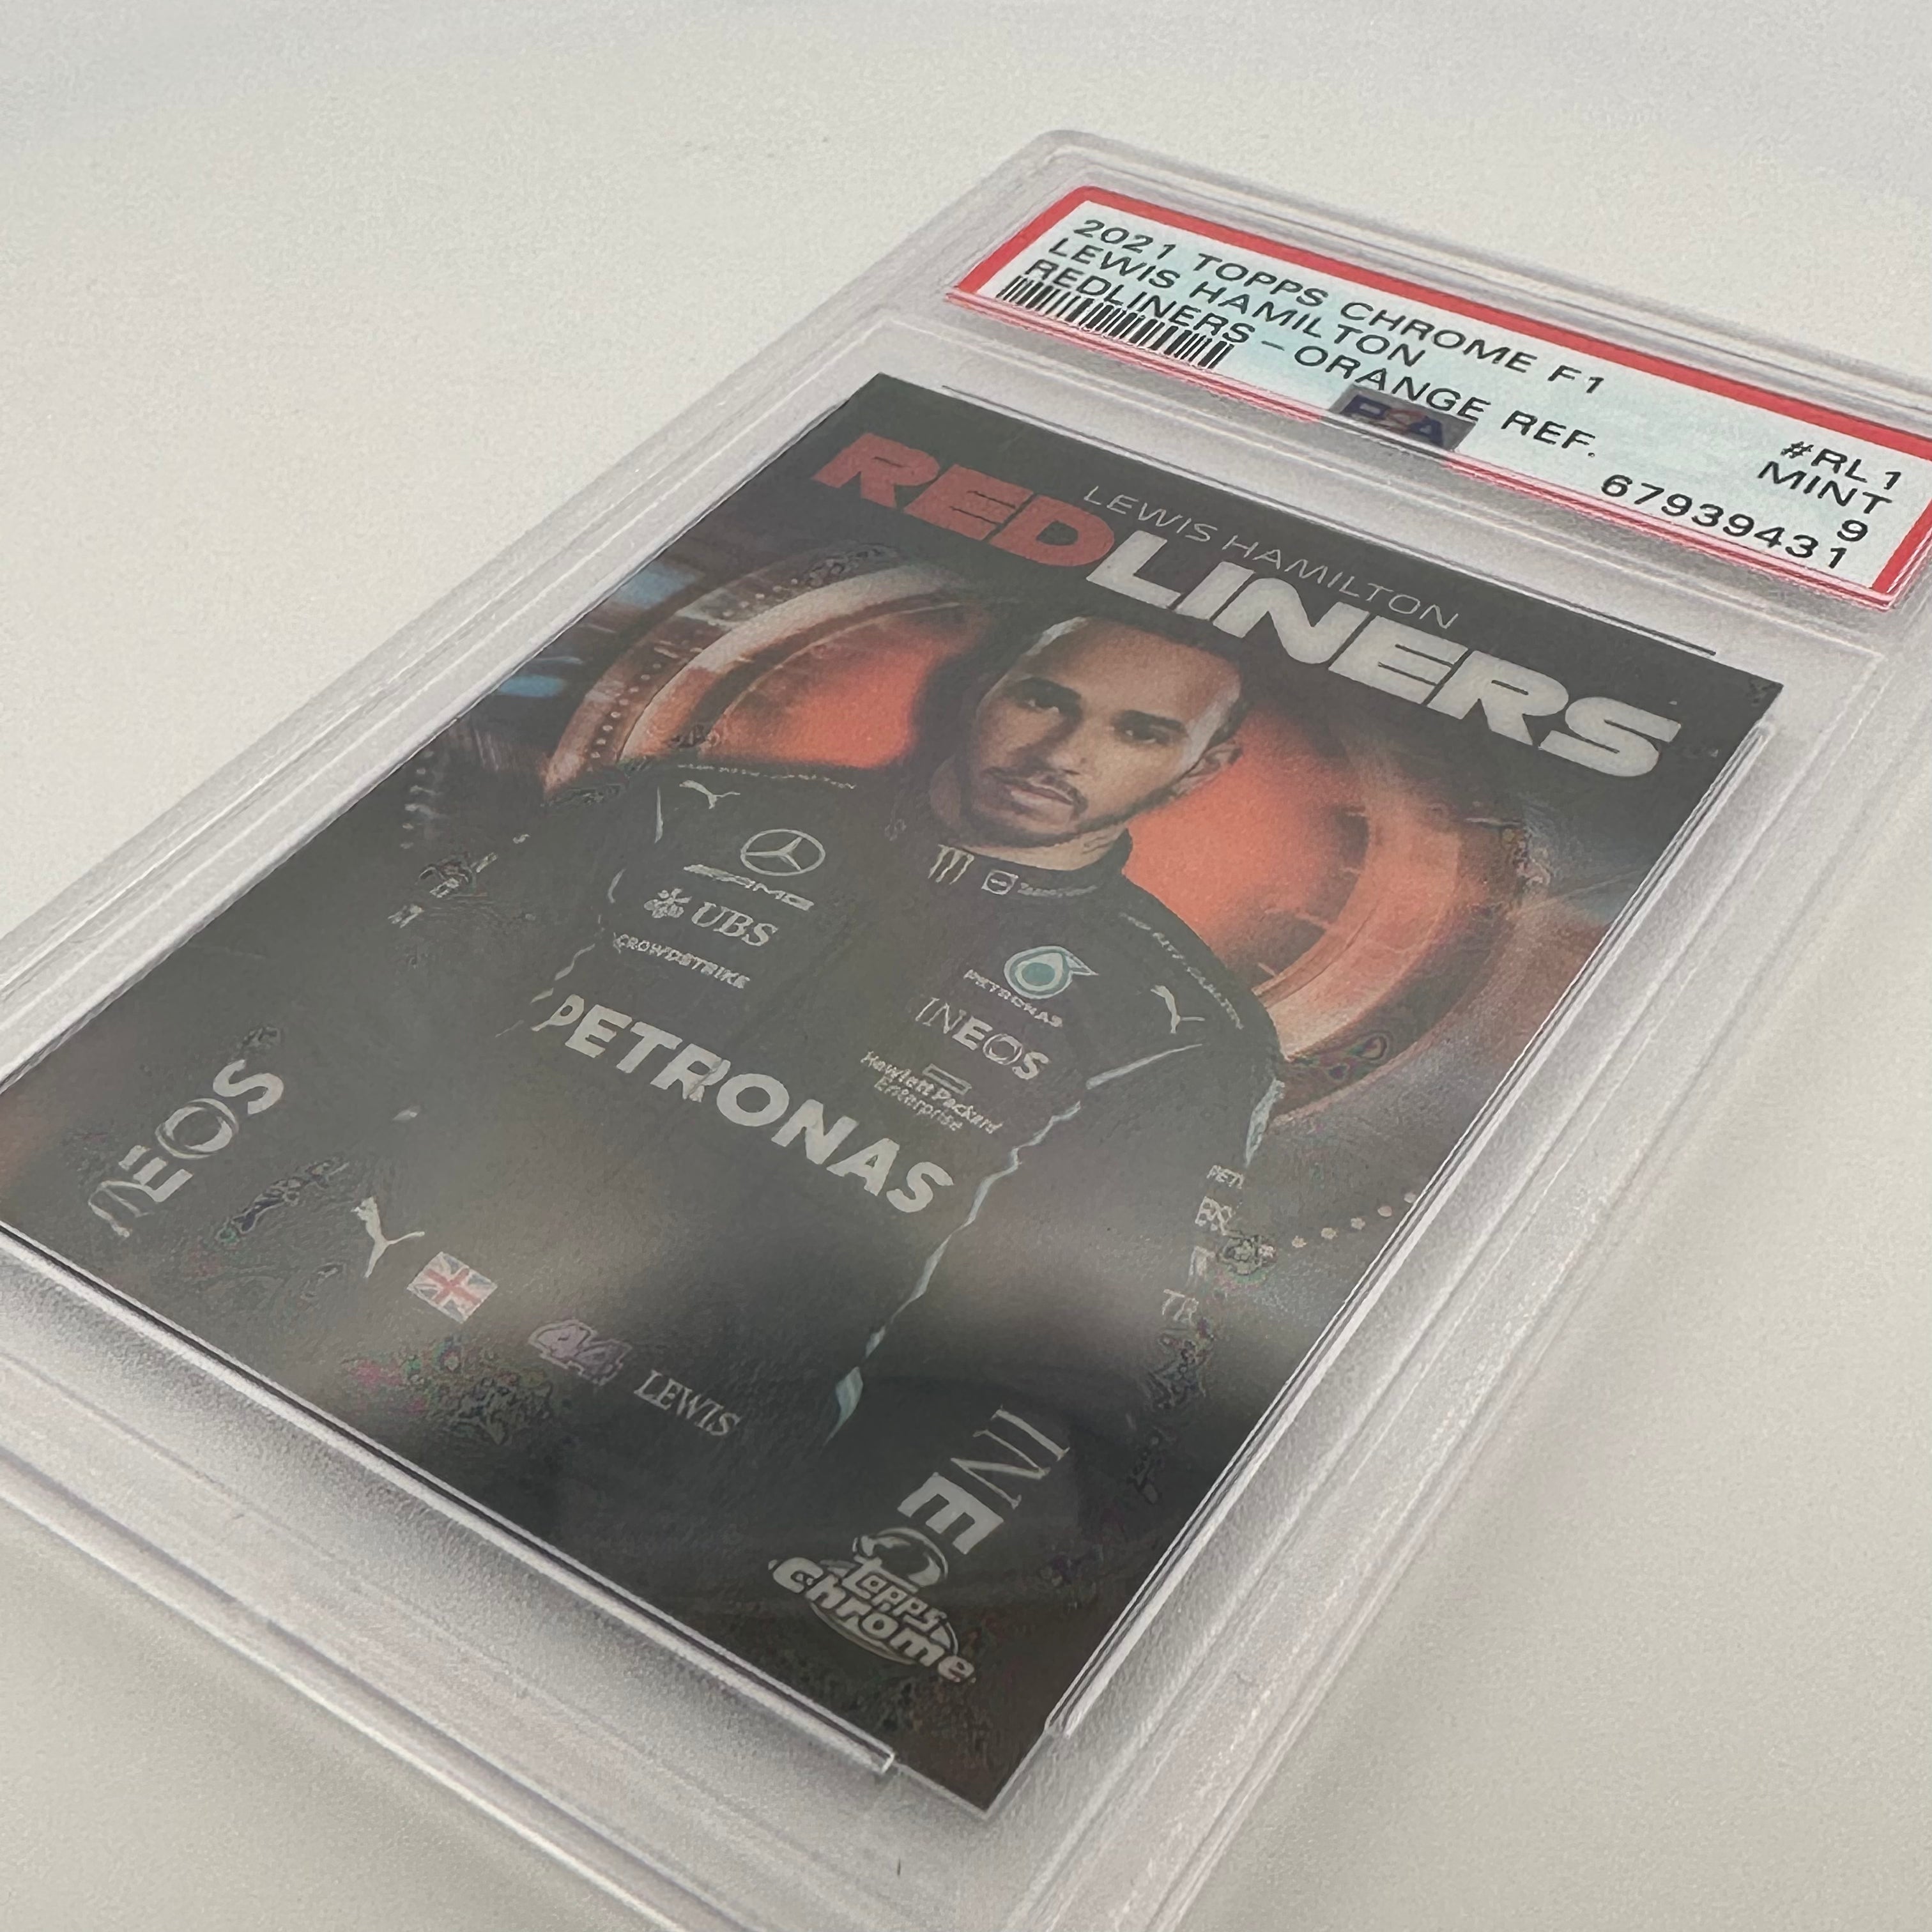 2021 TOPPS CHROME F1
LEWIS HAMILTON
REDLINERS-ORANGE REF.
#RL1
MINT
9
67939431
PSA
LEWIS HAMILTON
REDLINERS
AMG
UBS
CROWDSTRIKE
PETRONAS
INEOS
Hewlett Packard
Enterprise
PETRONAS
INEOS
44 LEWIS
INE
Topps
Chrome